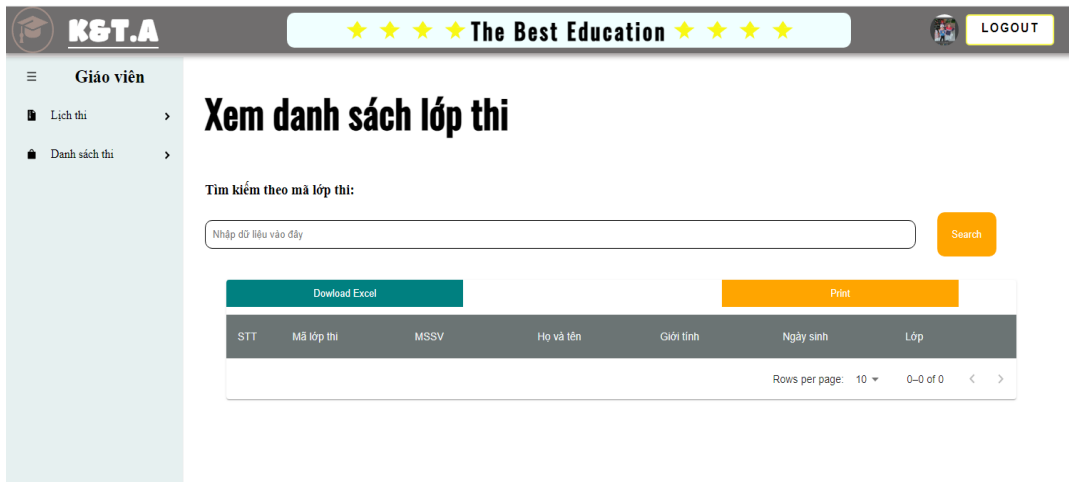 K&T.A
The Best Education
LOGOUT
Giáo viên
Lịch thi
Danh sách thi
Xem danh sách lớp thi
Tìm kiếm theo mã lớp thi:
Nhập dữ liệu vào đây
Search
Dowload Excel
Print
STT Mã lớp thi MSSV Họ và tên Giới tính Ngày sinh Lớp
Rows per page: 10 0–0 of 0